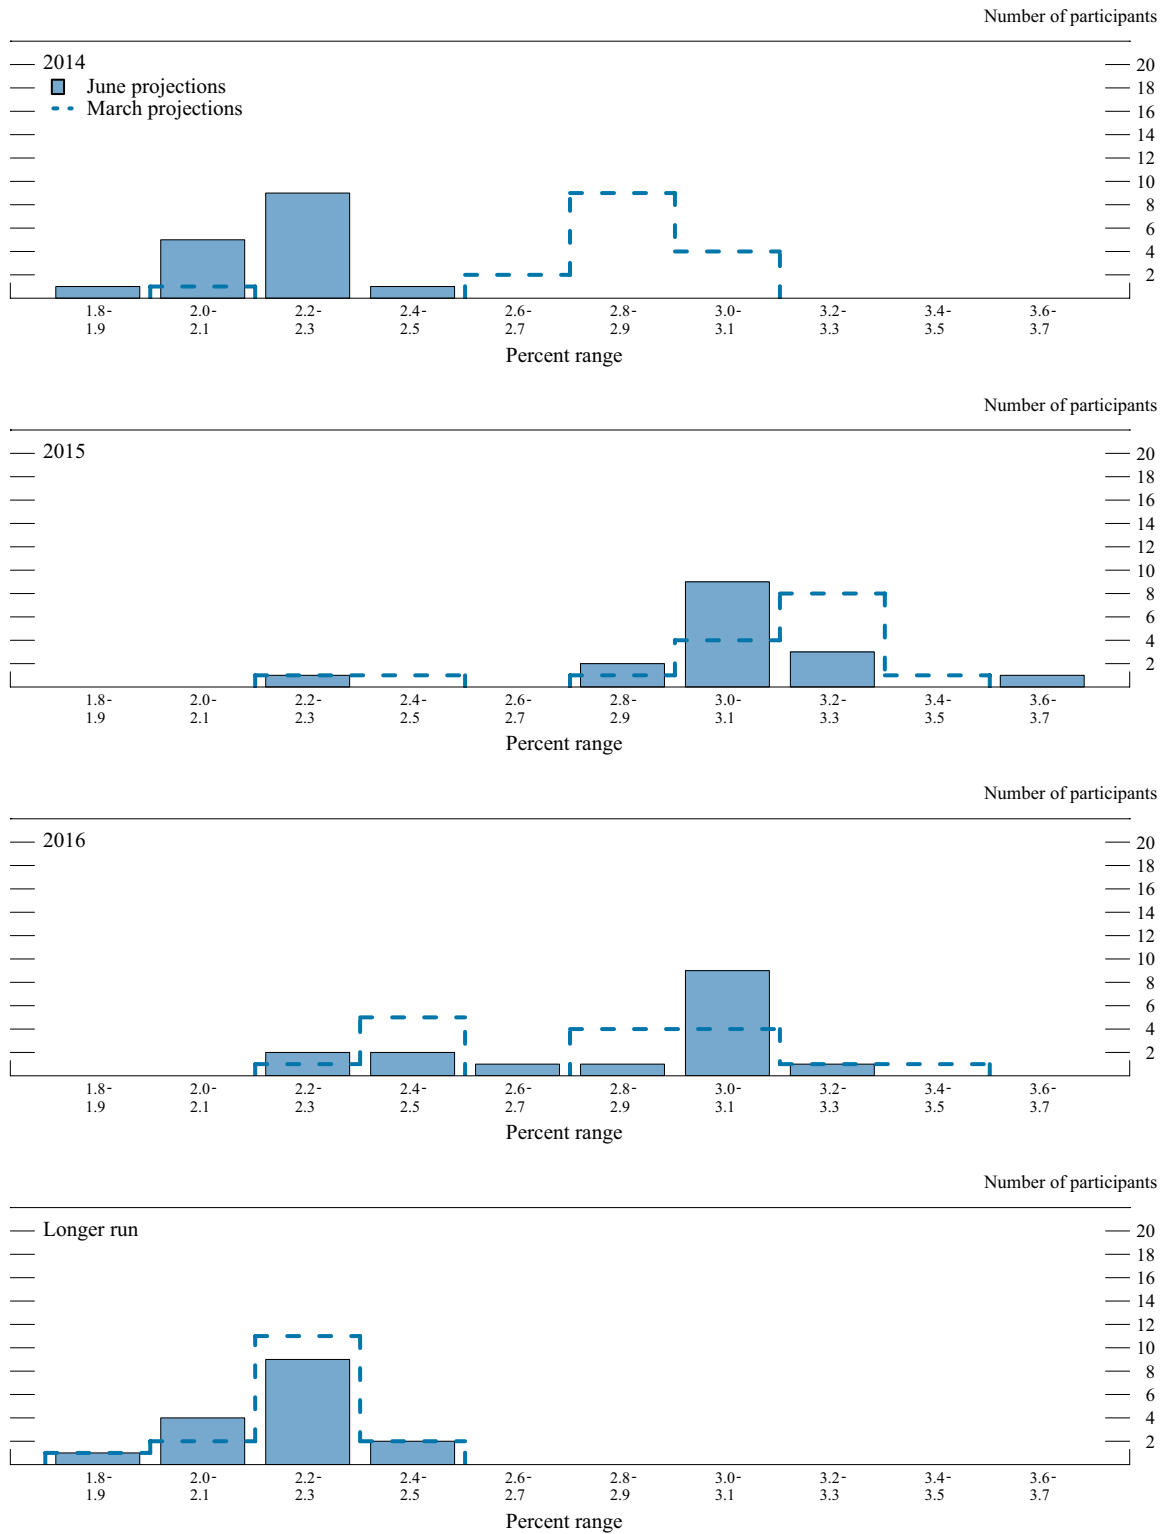 Number of participants
2014
June projections
March projections
20
18
16
14
12
10
8
6
4
2
1.8- 2.0- 2.2- 2.4- 2.6- 2.8- 3.0- 3.2- 3.4- 3.6-
1.9 2.1 2.3 2.5 2.7 2.9 3.1 3.3 3.5 3.7
Percent range
Number of participants
2015
20
18
16
14
12
10
8
6
4
2
1.8- 2.0- 2.2- 2.4- 2.6- 2.8- 3.0- 3.2- 3.4- 3.6-
1.9 2.1 2.3 2.5 2.7 2.9 3.1 3.3 3.5 3.7
Percent range
Number of participants
2016
20
18
16
14
12
10
8
6
4
2
1.8- 2.0- 2.2- 2.4- 2.6- 2.8- 3.0- 3.2- 3.4- 3.6-
1.9 2.1 2.3 2.5 2.7 2.9 3.1 3.3 3.5 3.7
Percent range
Number of participants
Longer run
20
18
16
14
12
10
8
6
4
2
1.8- 2.0- 2.2- 2.4- 2.6- 2.8- 3.0- 3.2- 3.4- 3.6-
1.9 2.1 2.3 2.5 2.7 2.9 3.1 3.3 3.5 3.7
Percent range